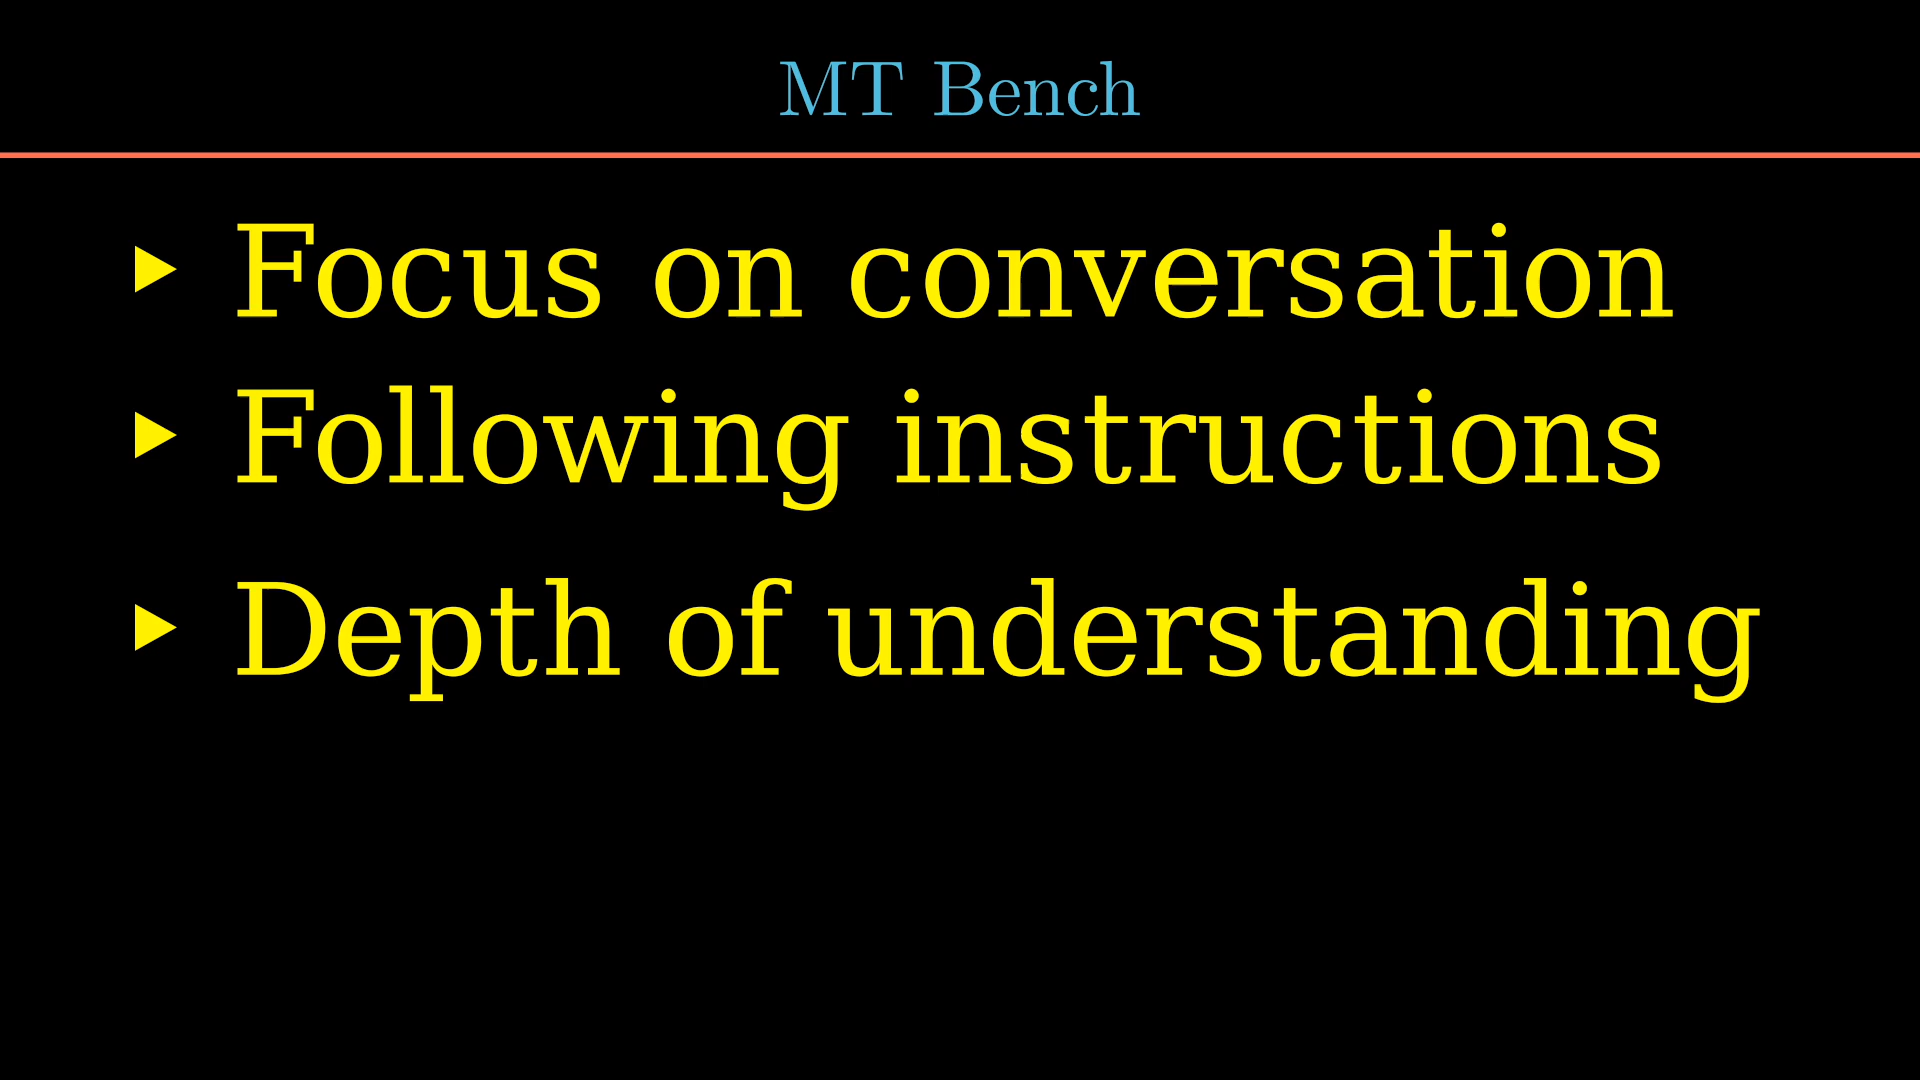 MT Bench
▶ Focus on conversation
▶ Following instructions
▶ Depth of understanding